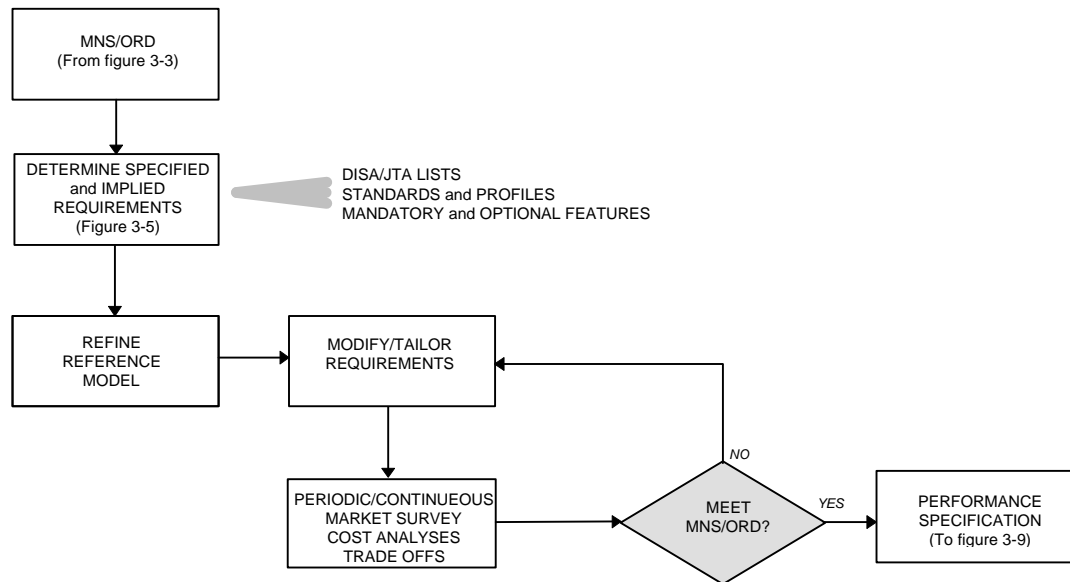 MNS/ORD
(From figure 3-3)
DETERMINE SPECIFIED
and IMPLIED
REQUIREMENTS
(Figure 3-5)
DISA/JTA LISTS
STANDARDS and PROFILES
MANDATORY and OPTIONAL FEATURES
REFINE
REFERENCE
MODEL
MODIFY/TAILOR
REQUIREMENTS
PERIODIC/CONTINUEOUS
MARKET SURVEY
COST ANALYSES
TRADE OFFS
NO
MEET
MNS/ORD?
YES
PERFORMANCE
SPECIFICATION
(To figure 3-9)